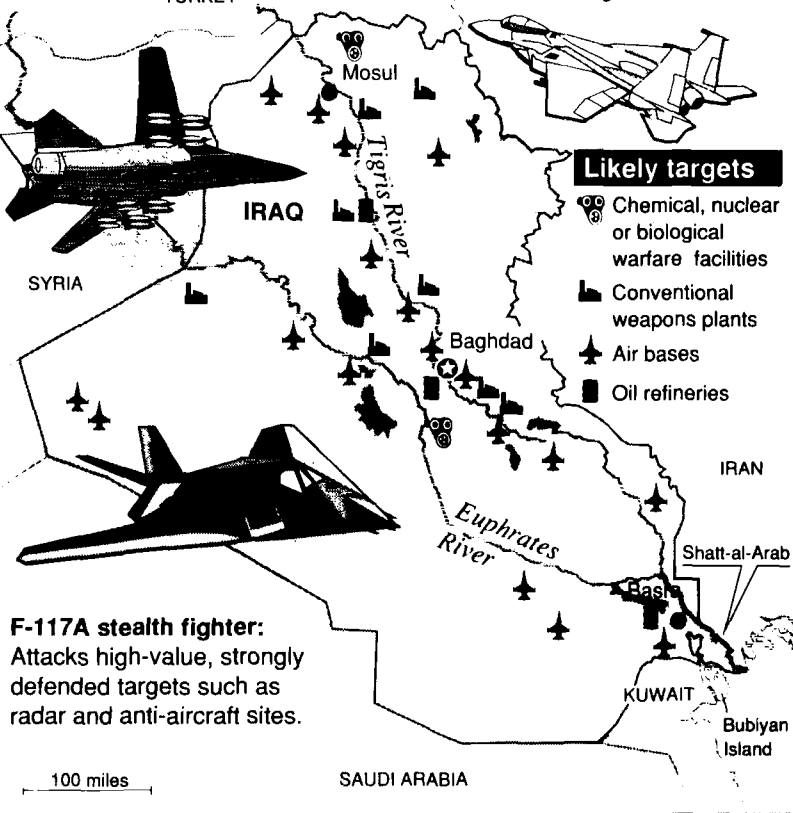 TURKEY
Mosul
Tigris River
IRAQ
SYRIA
Likely targets
Chemical, nuclear
or biological
warfare facilities
Conventional
weapons plants
Air bases
Oil refineries
Baghdad
IRAN
Euphrates
River
Shatt-al-Arab
Basra
F-117A stealth fighter:
Attacks high-value, strongly
defended targets such as
radar and anti-aircraft sites.
KUWAIT
Bubiyan
Island
100 miles
SAUDI ARABIA